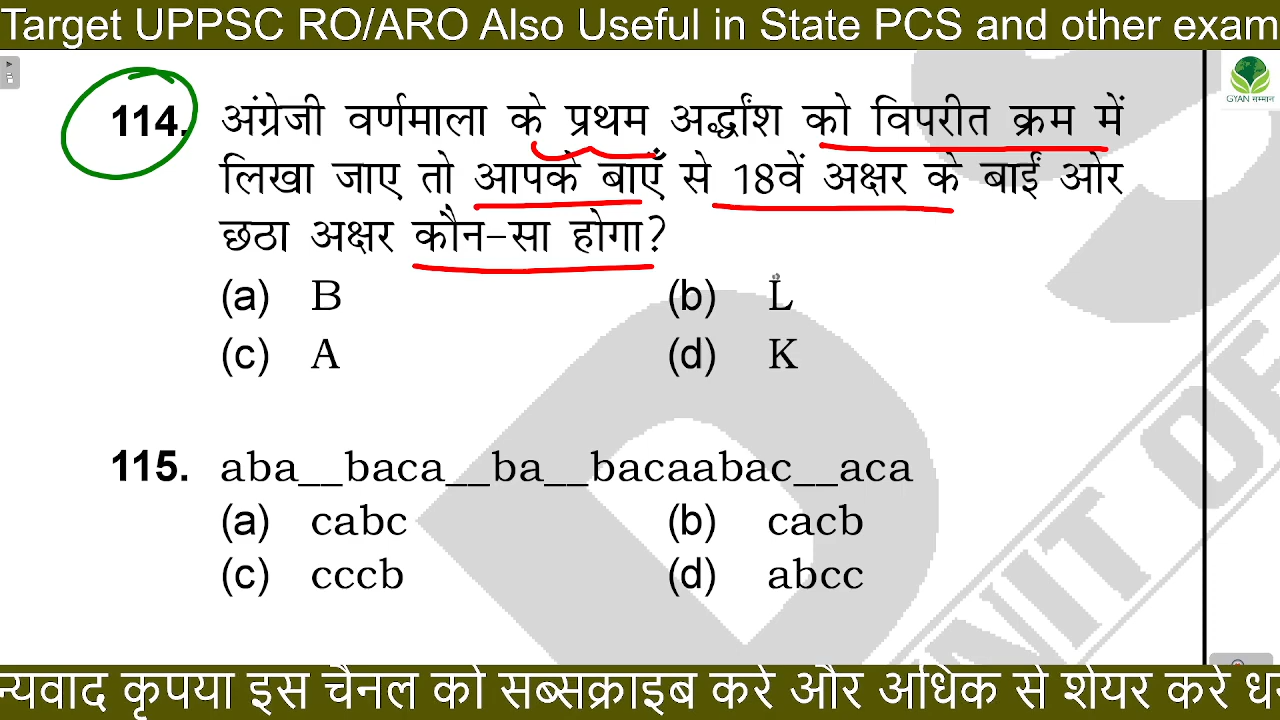 Target UPPSC RO/ARO Also Useful in State PCS and other exam
GYAN सम्मान
114. अंग्रेजी वर्णमाला के प्रथम अर्द्धांश को विपरीत क्रम में
लिखा जाए तो आपके बाएँ से 18वें अक्षर के बाईं ओर
छठा अक्षर कौन-सा होगा?
(a) B (b) L
(c) A (d) K
115. aba__baca__ba__bacaabac__aca
(a) cabc (b) cacb
(c) cccb (d) abcc
न्यवाद कृपया इस चैनल को सब्सक्राइब करे और अधिक से शेयर करे ध